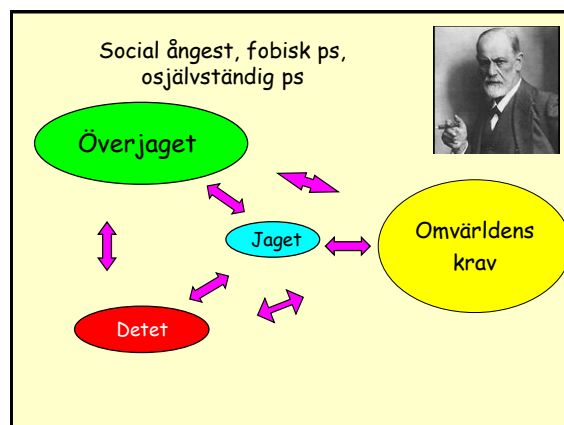 Social ångest, fobisk ps,
osjälvständig ps
Överjaget
Jaget
Omvärldens
krav
Detet